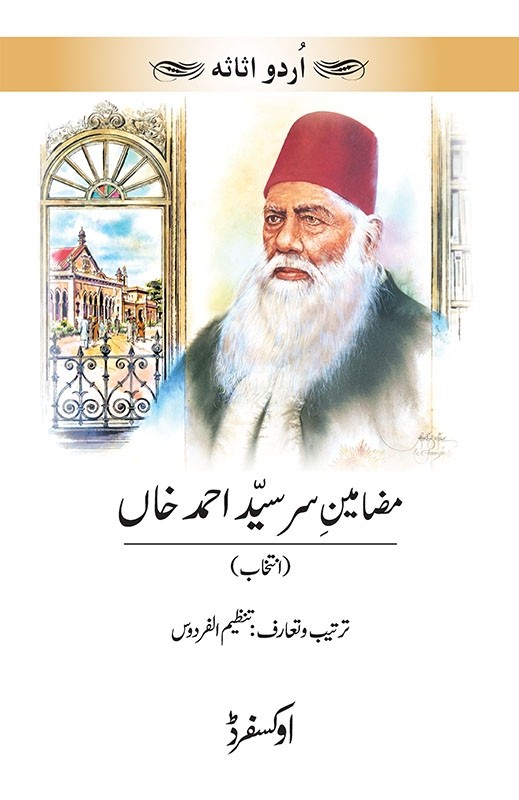 اُردو اثاثہ
مضامینِ سر سیّد احمد خاں
(انتخاب)
ترتیب و تعارف: تنظیم الفردوس
اوکسفرڈ